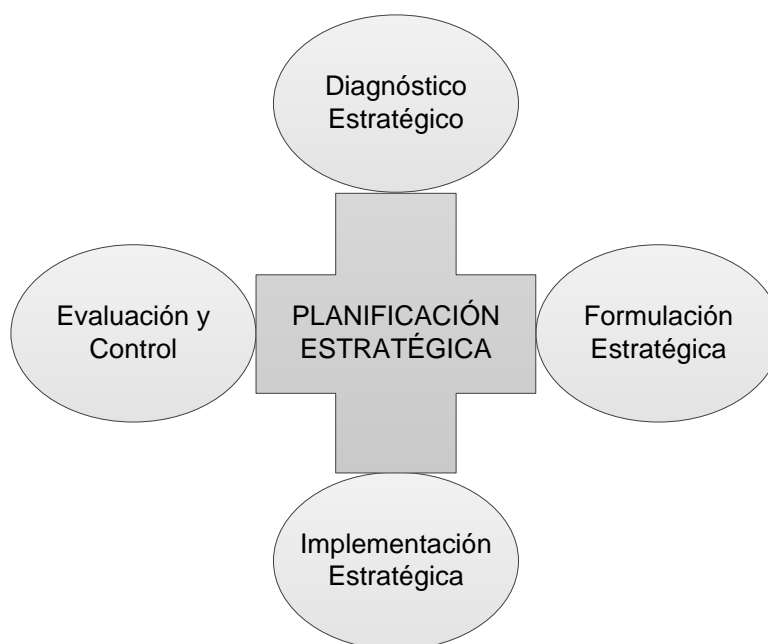 Diagnóstico
Estratégico
Evaluación y
Control
PLANIFICACIÓN
ESTRATÉGICA
Formulación
Estratégica
Implementación
Estratégica